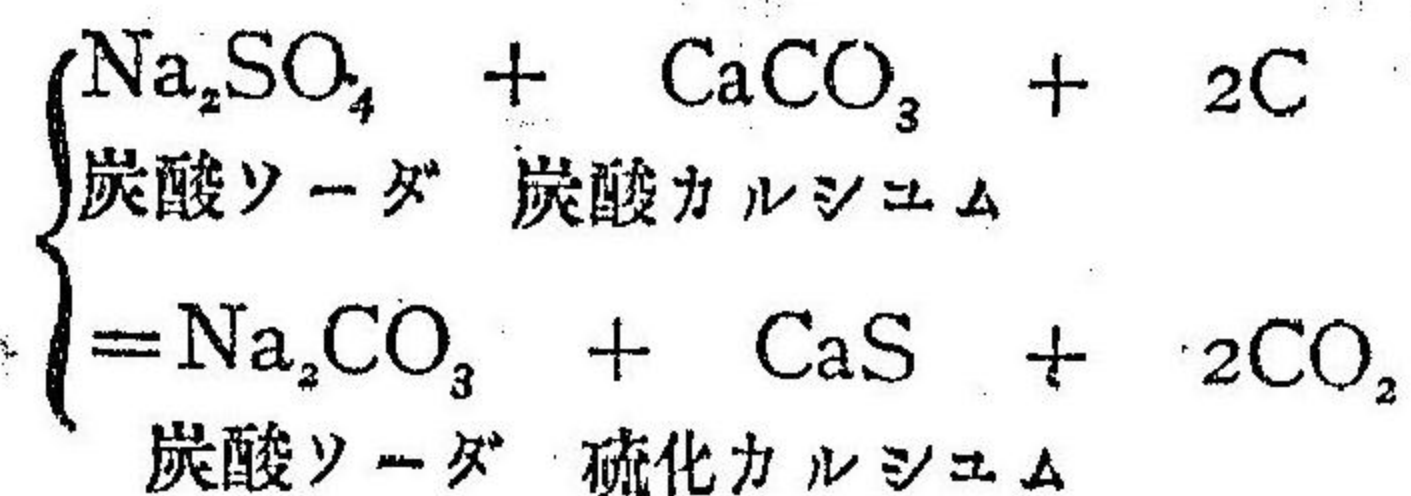 Na₂SO₄ + CaCO₃ + 2C
炭酸ソーダ 炭酸カルシユム
=Na₂CO₃ + CaS + 2CO₂
炭酸ソーダ 硫化カルシユム